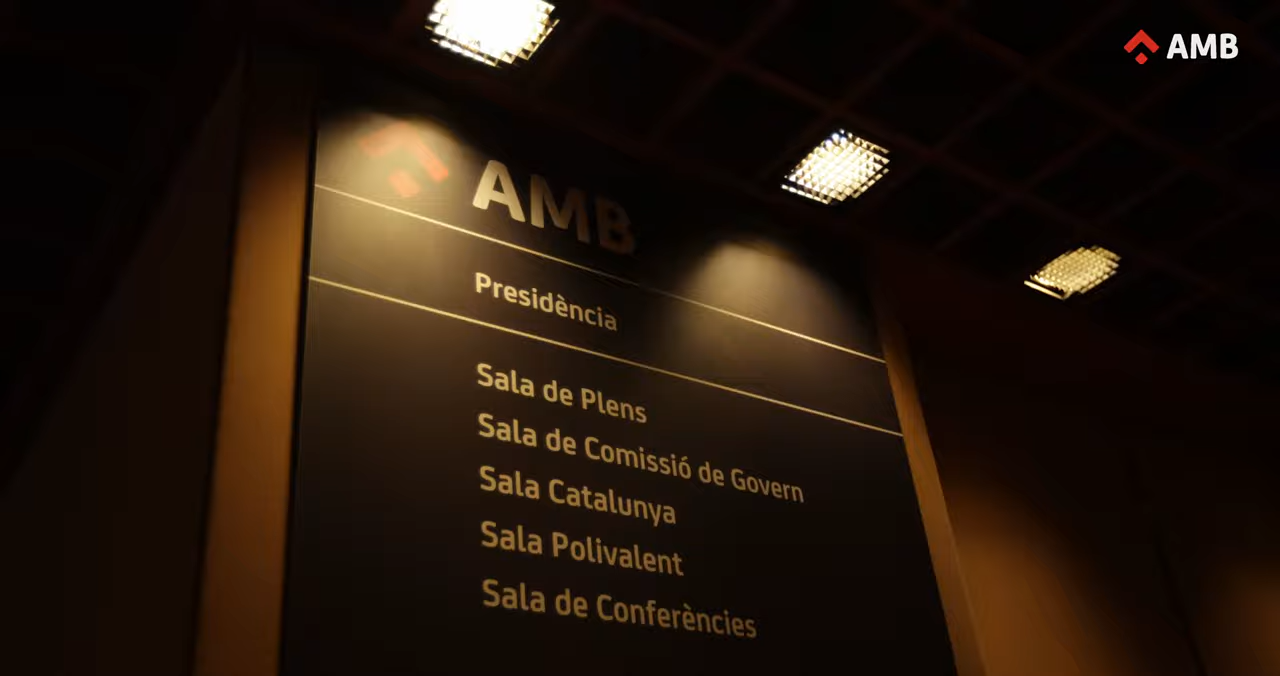 AMB
AMB
Presidència
Sala de Plens
Sala de Comissió de Govern
Sala Catalunya
Sala Polivalent
Sala de Conferències